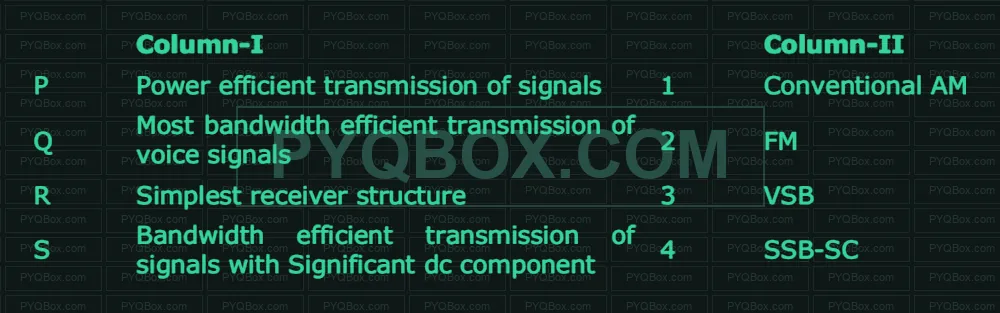 Column-I Column-II
P Power efficient transmission of signals 1 Conventional AM
Most bandwidth efficient transmission of
Q voice signals 2 FM
R Simplest receiver structure 3 VSB
Bandwidth efficient transmission of
S signals with Significant dc component 4 SSB-SC
PYQBOX.COM
PYQBox.com